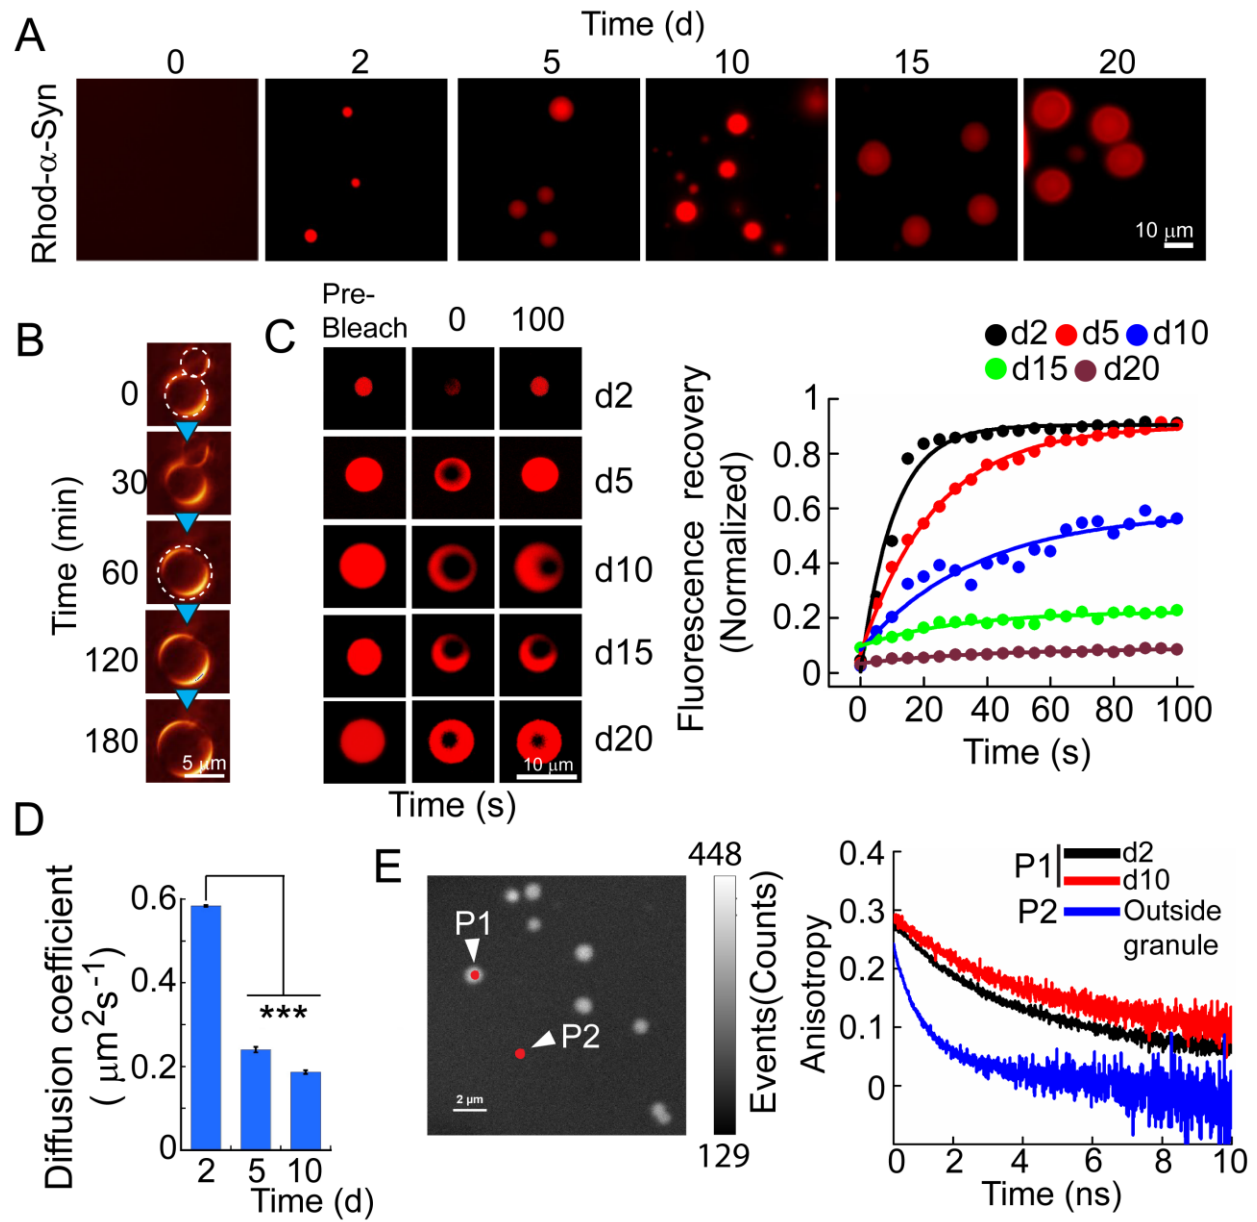 A
Time (d)
0 2 5 10 15 20
Rhod-α-Syn
10 μm
B
Time (min)
0
30
60
120
180
5 μm
C
Pre-
Bleach 0 100
d2
d5
d10
d15
d20
10 μm
Time (s)
d2 d5 d10
d15 d20
Fluorescence recovery
(Normalized)
1
0.8
0.6
0.4
0.2
0
0 20 40 60 80 100
Time (s)
D
Diffusion coefficient
( μm²s⁻¹)
0.6
0.4
0.2
0
***
2 5 10
Time (d)
E
P1
P2
2 μm
448
129
Events(Counts)
P1 d2
d10
P2 Outside
granule
Anisotropy
0.4
0.3
0.2
0.1
0
0 2 4 6 8 10
Time (ns)